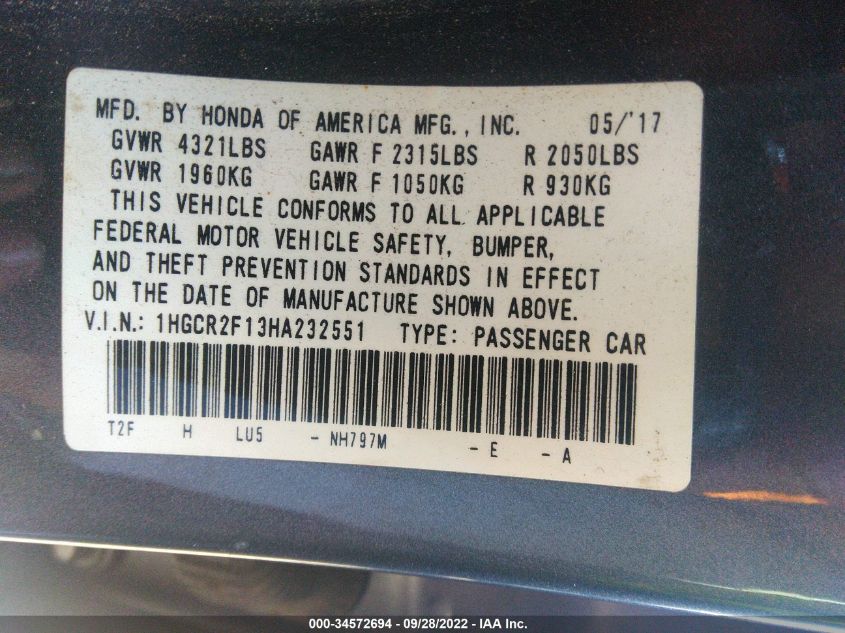 MFD. BY HONDA OF AMERICA MFG., INC. 05/'17
GVWR 4321LBS GAWR F 2315LBS R 2050LBS
GVWR 1960KG GAWR F 1050KG R 930KG
THIS VEHICLE CONFORMS TO ALL APPLICABLE
FEDERAL MOTOR VEHICLE SAFETY, BUMPER,
AND THEFT PREVENTION STANDARDS IN EFFECT
ON THE DATE OF MANUFACTURE SHOWN ABOVE.
V.I.N.: 1HGCR2F13HA232551 TYPE: PASSENGER CAR
T2F H LU5 - NH797M - E - A
000-34572694 - 09/28/2022 - IAA Inc.